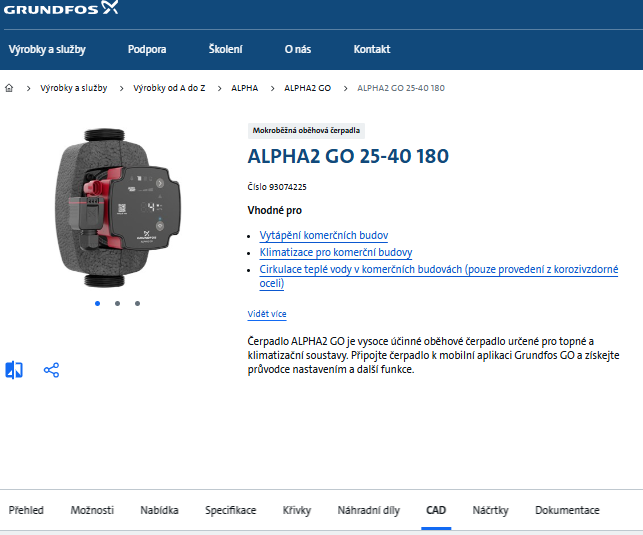 GRUNDFOS
Výrobky a služby Podpora Školení O nás Kontakt
Výrobky a služby Výrobky od A do Z ALPHA ALPHA2 GO ALPHA2 GO 25-40 180
Mokroběžná oběhová čerpadla
ALPHA2 GO 25-40 180
Číslo 93074225
Vhodné pro
Vytápění komerčních budov
Klimatizace pro komerční budovy
Cirkulace teplé vody v komerčních budovách (pouze provedení z korozivzdorné
oceli)
Vidět více
Čerpadlo ALPHA2 GO je vysoce účinné oběhové čerpadlo určené pro topné a
klimatizační soustavy. Připojte čerpadlo k mobilní aplikaci Grundfos GO a získejte
průvodce nastavením a další funkce.
GRUNDFOS
Přehled Možnosti Nabídka Specifikace Křivky Náhradní díly CAD Náčrtky Dokumentace